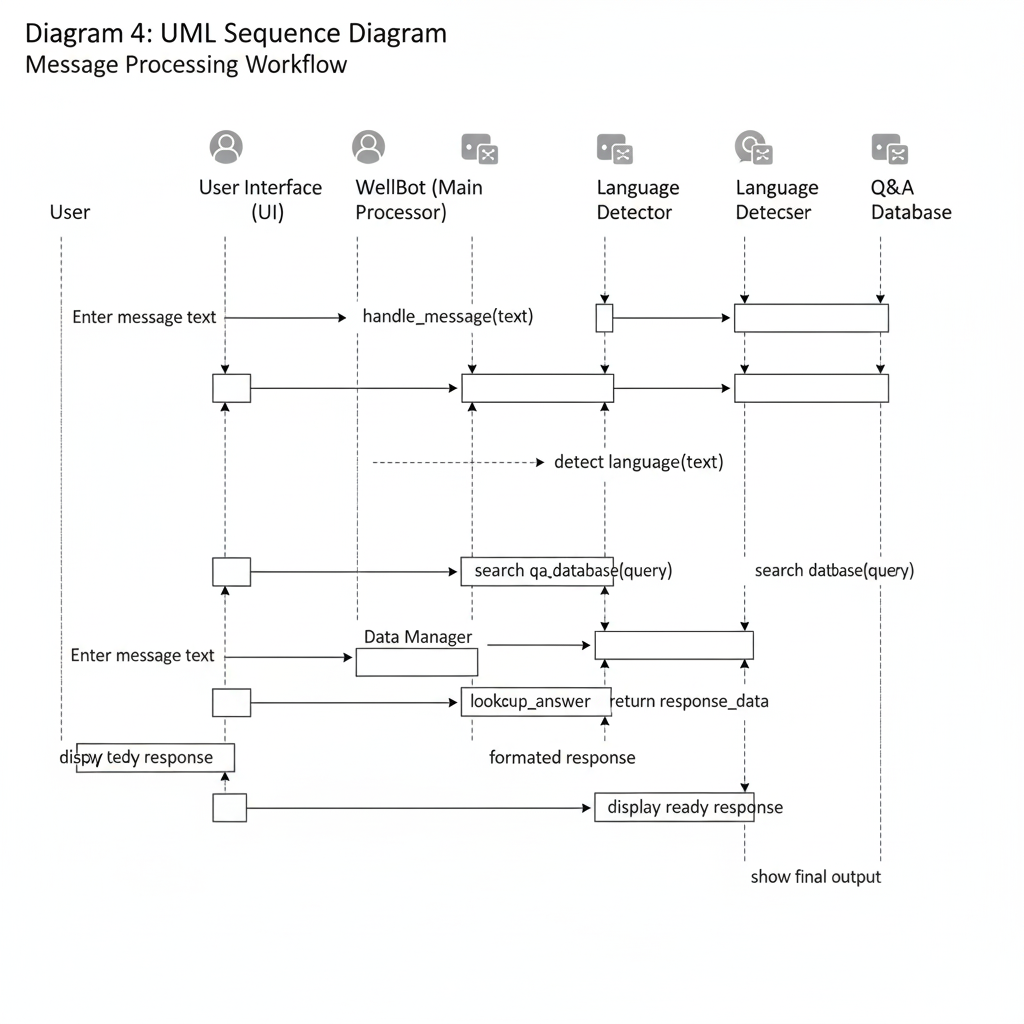 Diagram 4: UML Sequence Diagram
Message Processing Workflow
User
User Interface
(UI)
WellBot (Main
Processor)
Language
Detector
Language
Detecser
Q&A
Database
Enter message text
handle_message(text)
detect language(text)
search qa_database(query)
search datbase(query)
Data Manager
Enter message text
lookcup_answer
return response_data
dispw tedy response
formated response
display ready response
show final output